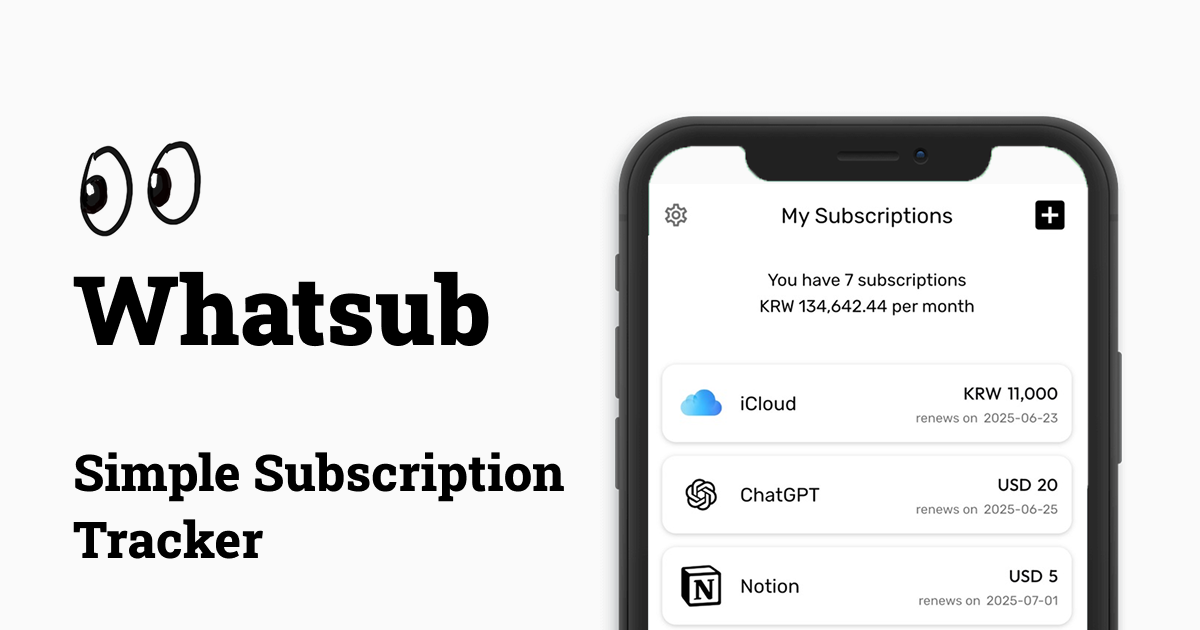 Whatsub
Simple Subscription
Tracker
My Subscriptions
You have 7 subscriptions
KRW 134,642.44 per month
iCloud
KRW 11,000
renews on 2025-06-23
ChatGPT
USD 20
renews on 2025-06-25
N
Notion
USD 5
renews on 2025-07-01